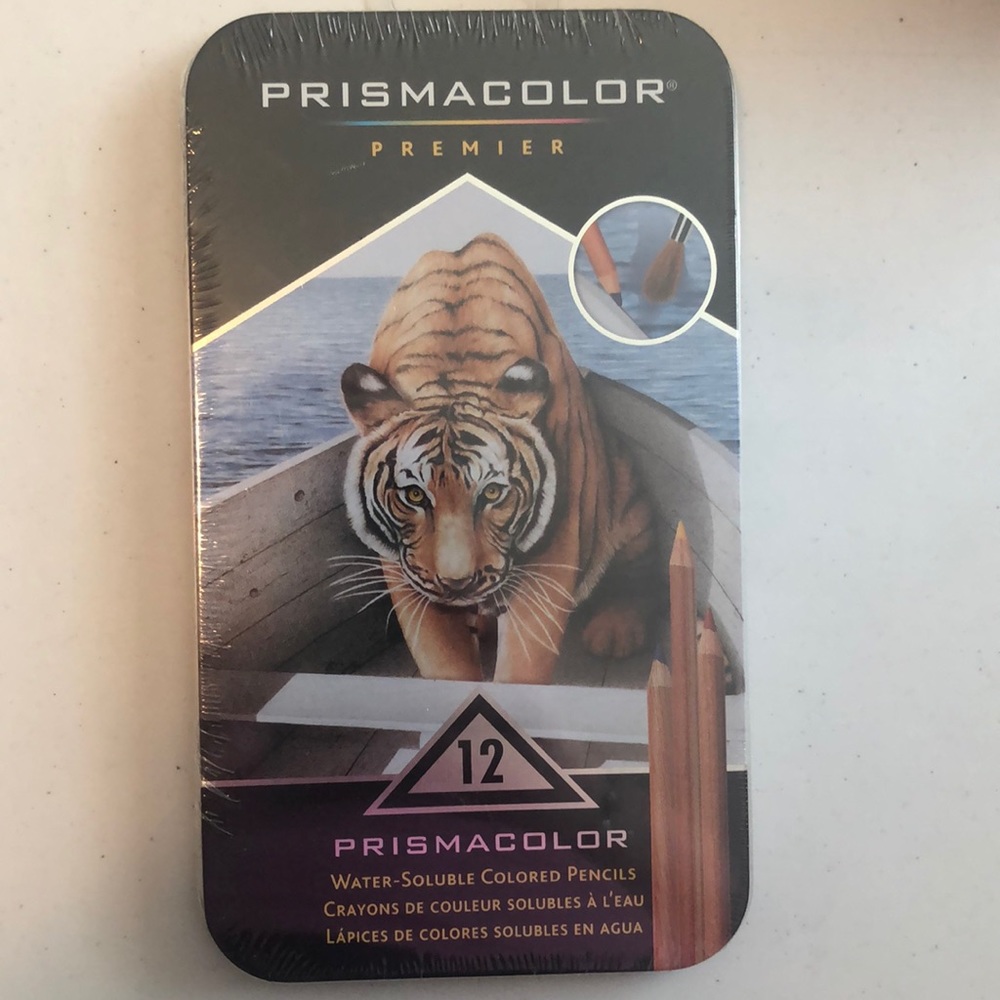 PRISMACOLOR®
PREMIER
12
PRISMACOLOR
WATER-SOLUBLE COLORED PENCILS
CRAYONS DE COULEUR SOLUBLES À L'EAU
LÁPICES DE COLORES SOLUBLES EN AGUA